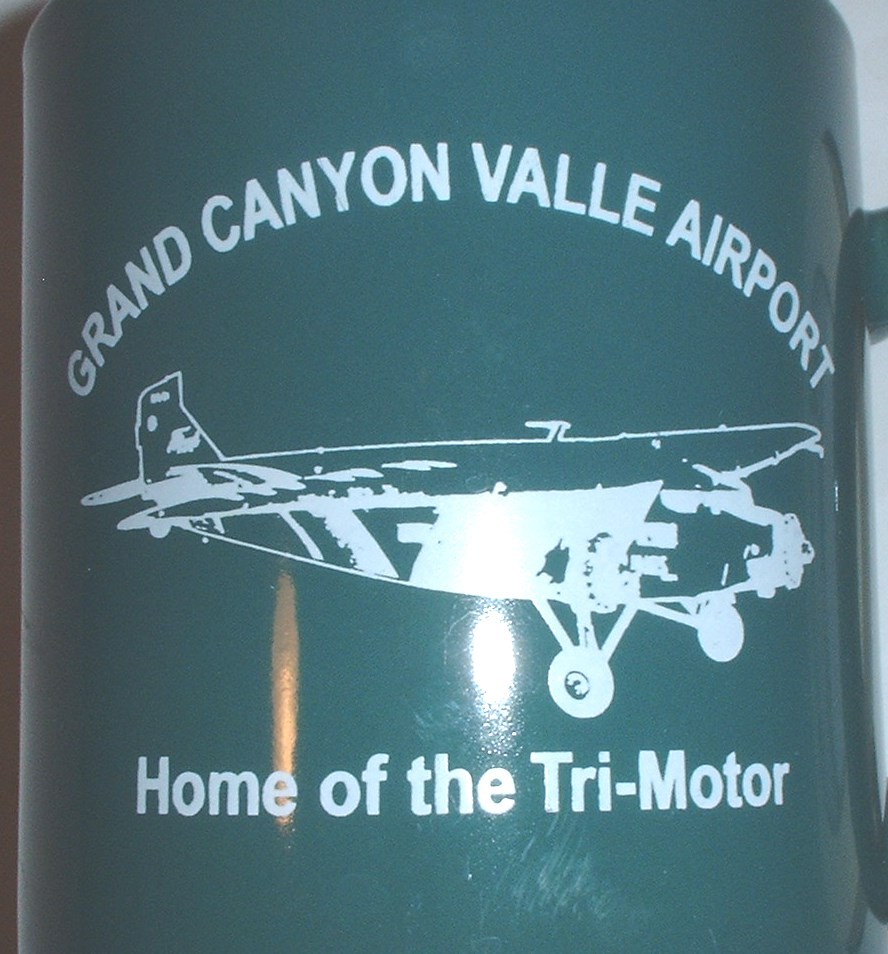 GRAND CANYON VALLE AIRPORT
Home of the Tri-Motor